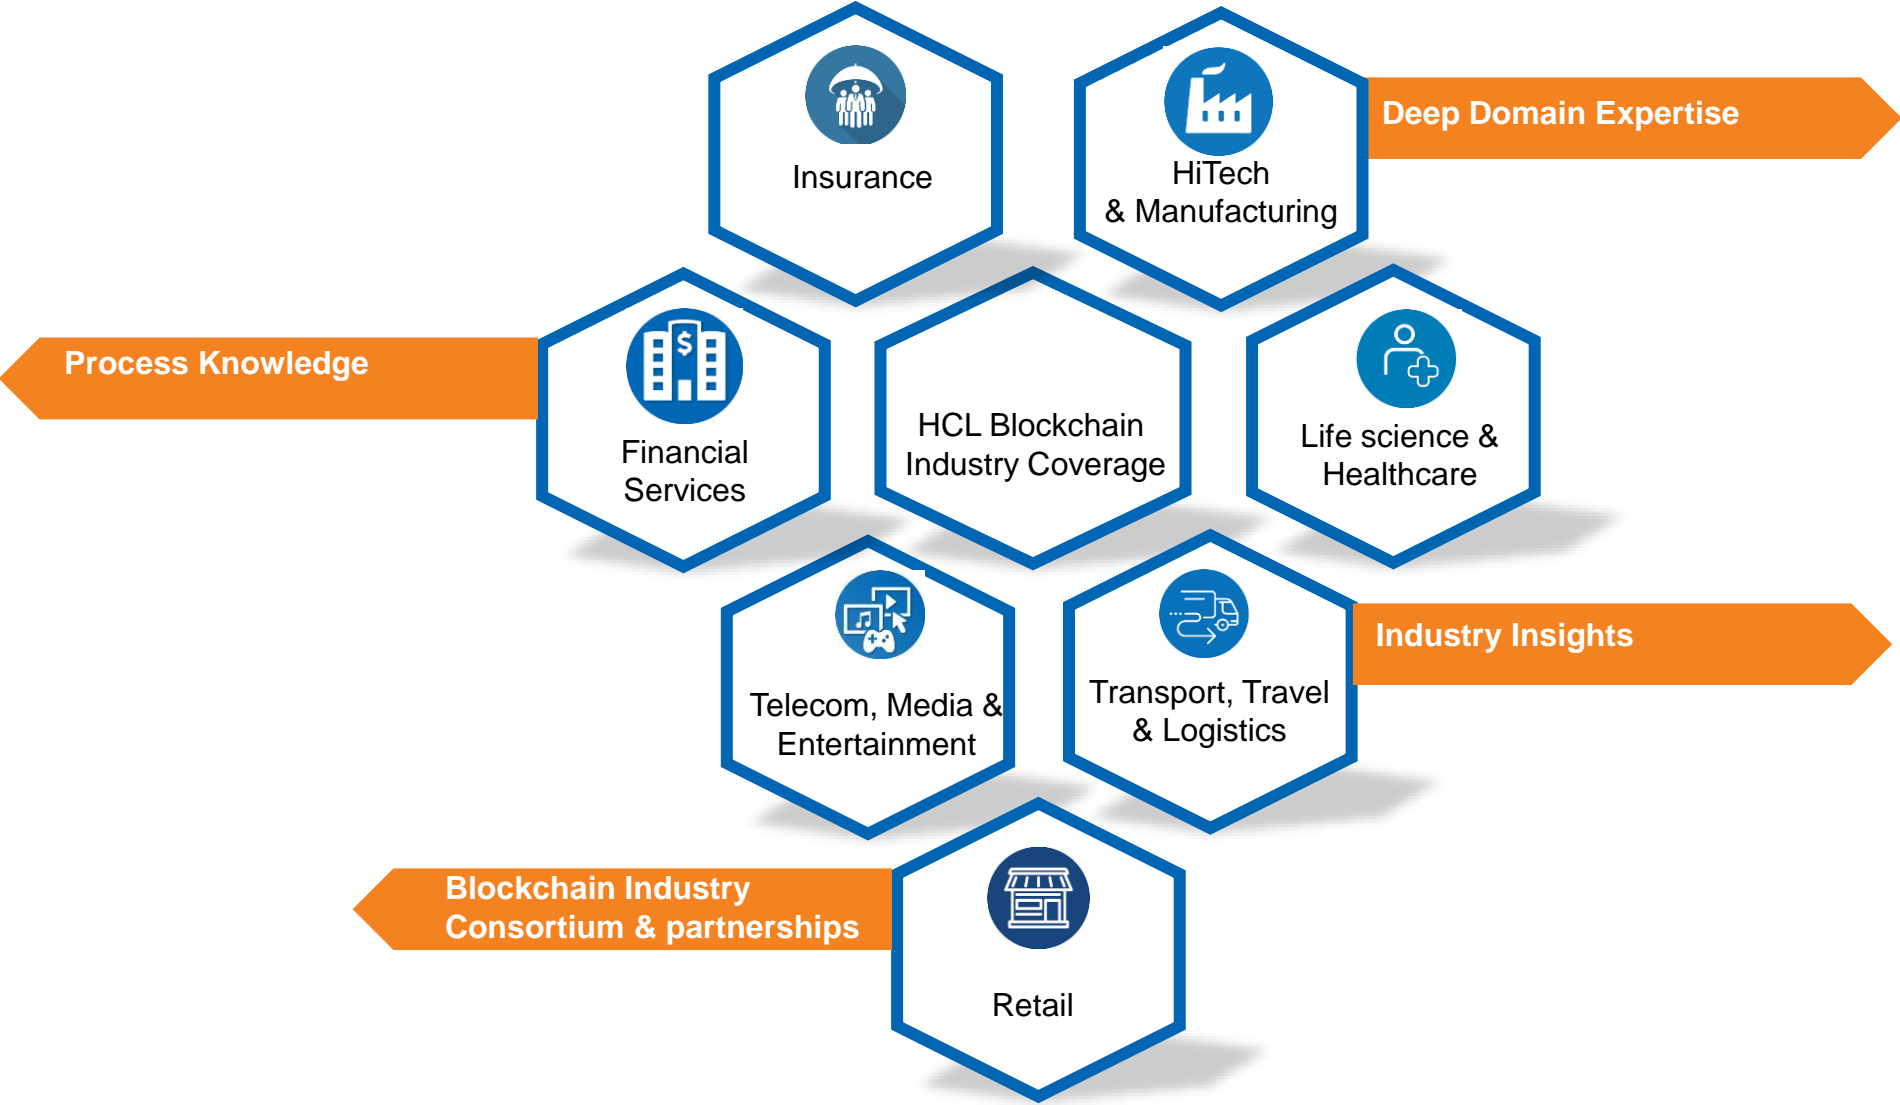 Insurance
HiTech
& Manufacturing
Deep Domain Expertise
Process Knowledge
Financial
Services
$
HCL Blockchain
Industry Coverage
Life science &
Healthcare
Telecom, Media &
Entertainment
Transport, Travel
& Logistics
Industry Insights
Blockchain Industry
Consortium & partnerships
Retail